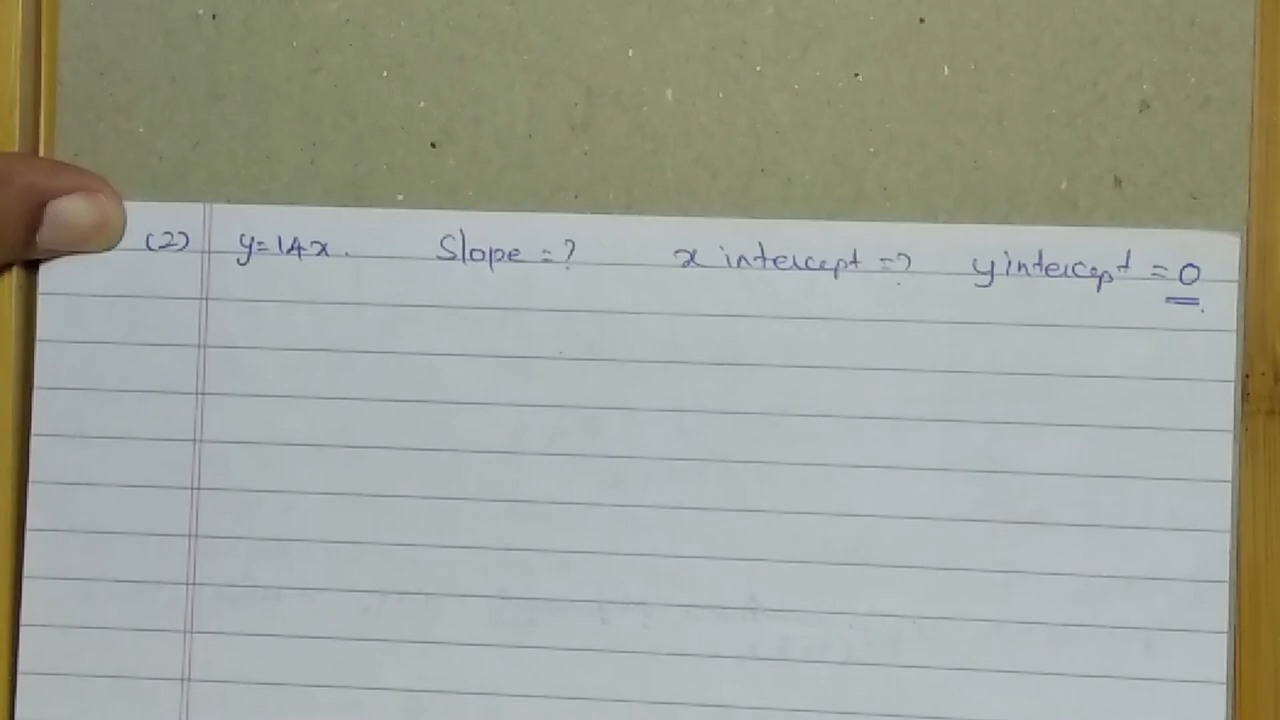 (2) y=14x. Slope=? x intercept=? y intercept=0